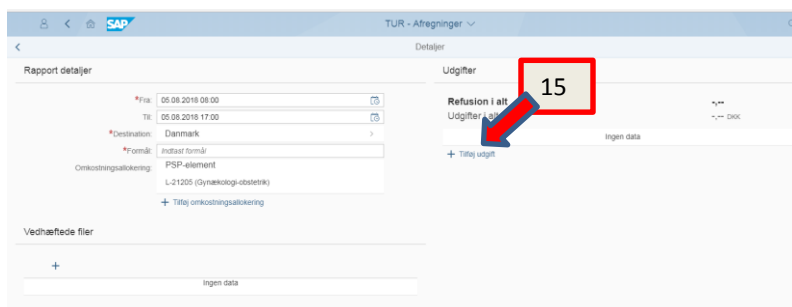 SAP
TUR - Afregninger
Detaljer
Rapport detaljer
*Fra: 05.08.2018 08:00
Til: 05.08.2018 17:00
*Destination: Danmark
*Formål: Indtast formål
Omkostningsallokering: PSP-element
L-21205 (Gynækologi-obstetrik)
+ Tilføj omkostningsallokering
Vedhæftede filer
+
Ingen data
Udgifter
15
Refusion i alt -,--
Udgifter i alt -,-- DKK
Ingen data
+ Tilføj udgift